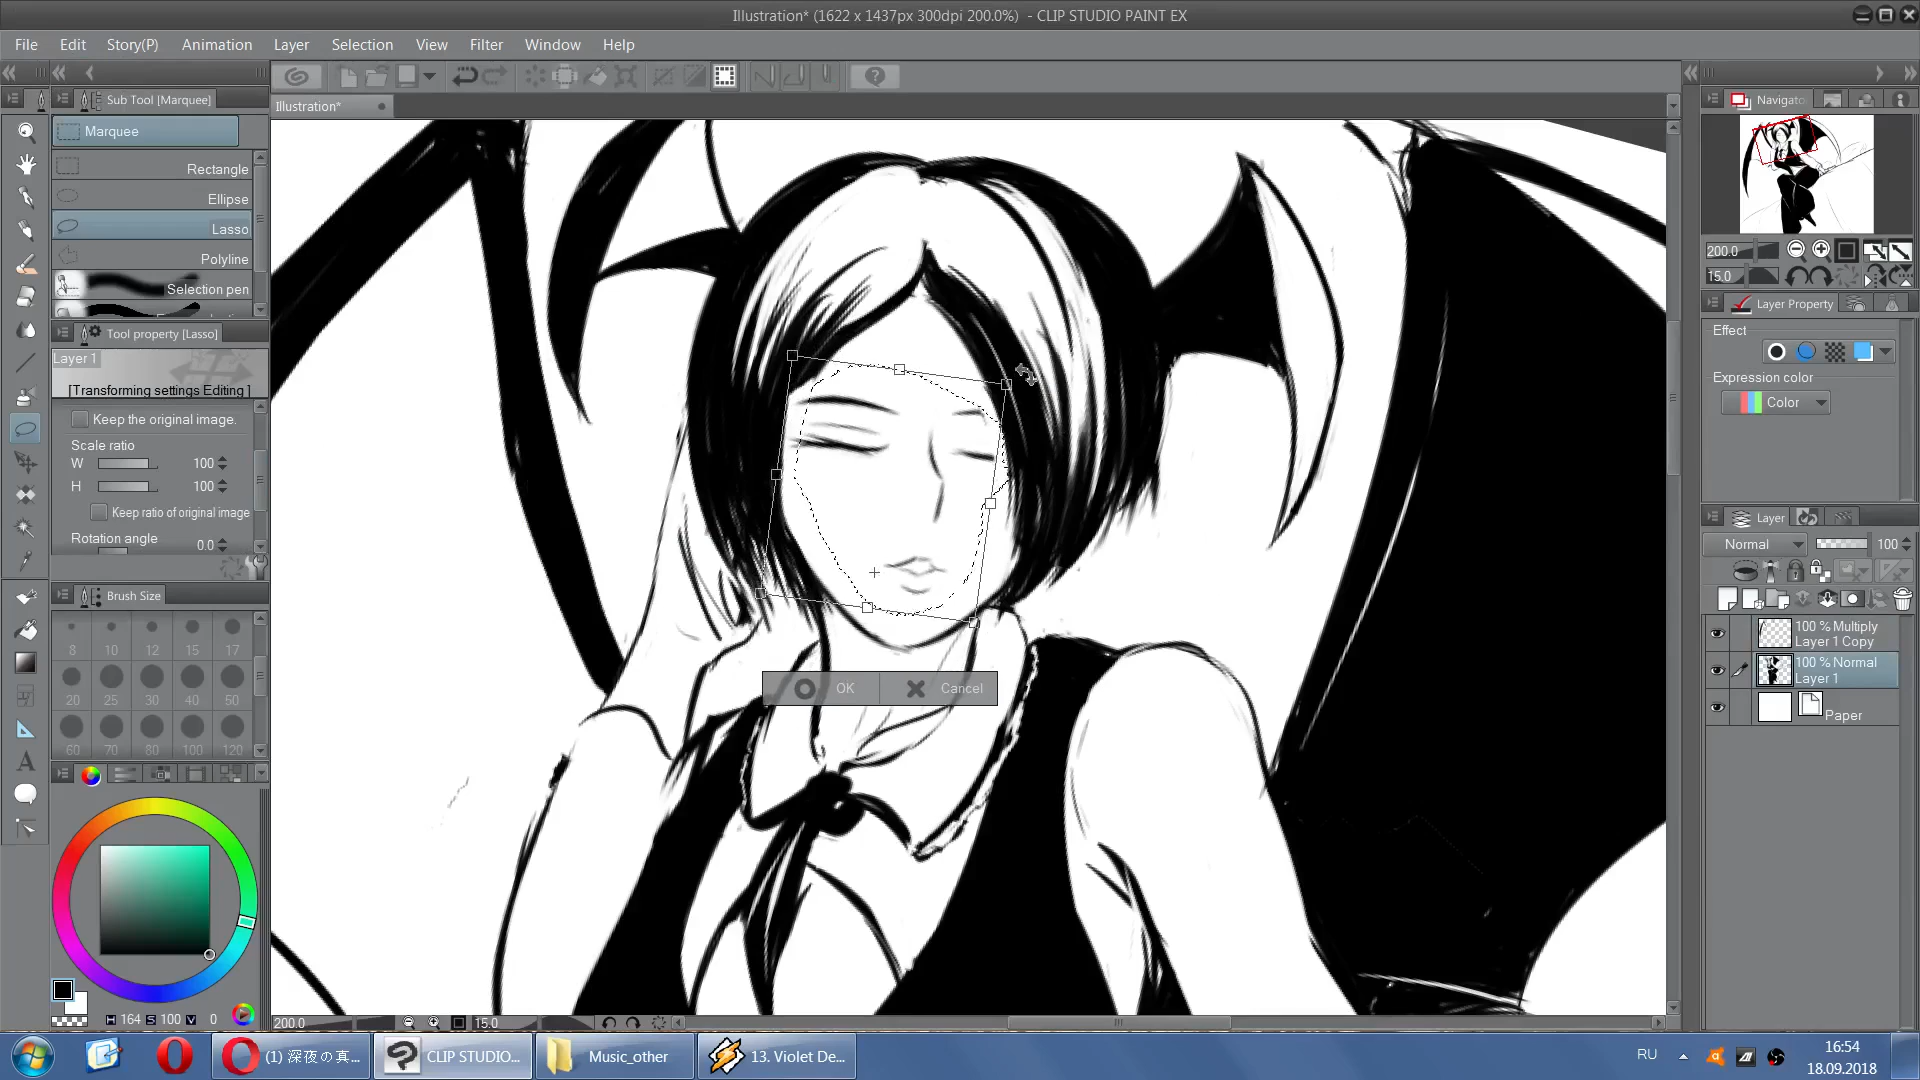 Illustration* (1622 x 1437px 300dpi 200.0%) - CLIP STUDIO PAINT EX
File Edit Story(P) Animation Layer Selection View Filter Window Help
Sub Tool [Marquee]
Illustration*
Navigato
Marquee
Rectangle
Ellipse
Lasso
Polyline
Selection pen
200.0
15.0
Layer Property
Tool property [Lasso]
Effect
Layer 1
[Transforming settings Editing ]
Expression color
Color
Keep the original image.
Scale ratio
W 100
H 100
Keep ratio of original image
Rotation angle
0.0
Layer
Normal 100
Brush Size
8 10 12 15 17
20 25 30 40 50
60 70 80 100 120
100 % Multiply
Layer 1 Copy
100 % Normal
Layer 1
Paper
OK Cancel
H 164 S 100 V 0
200.0 15.0
(1) 深夜の真...
CLIP STUDIO...
Music_other
13. Violet De...
RU
16:54
18.09.2018